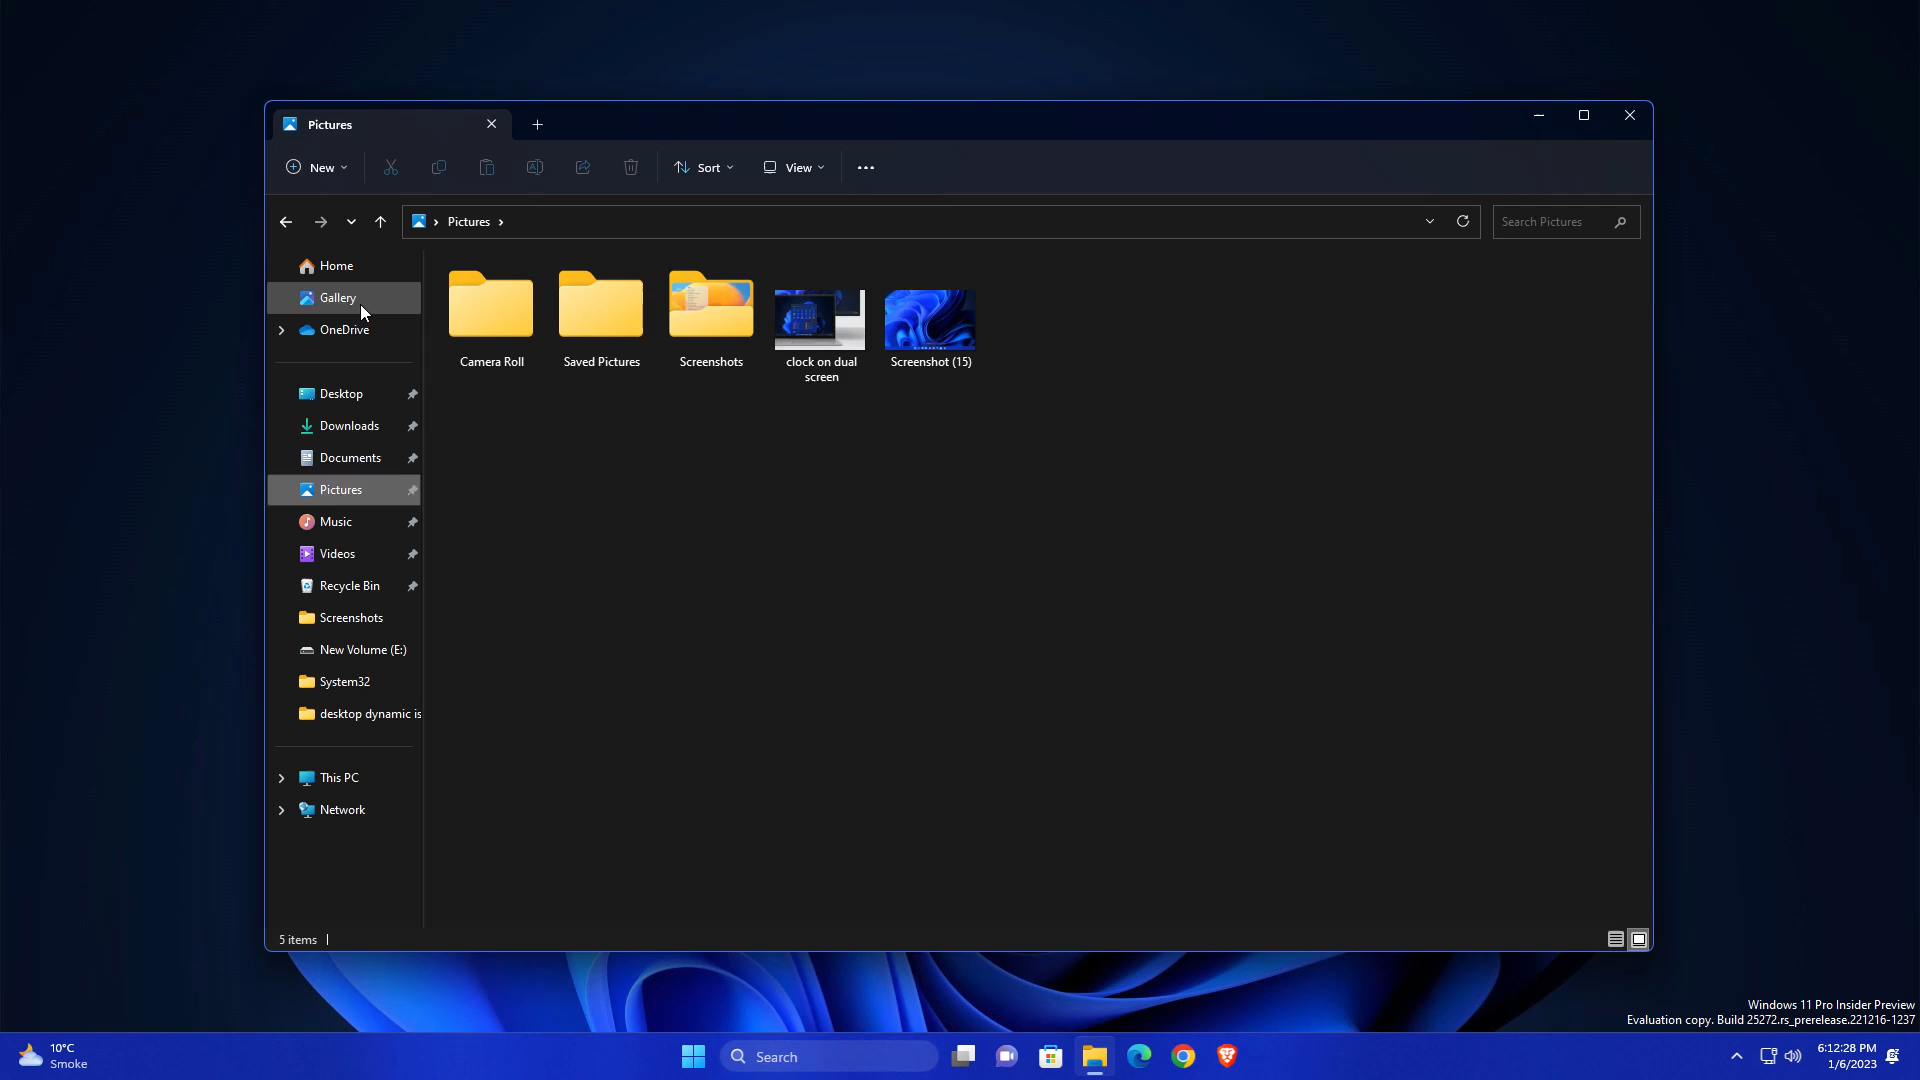 Pictures
New
Sort
View
Pictures
Search Pictures
Home
Gallery
OneDrive
Desktop
Downloads
Documents
Pictures
Music
Videos
Recycle Bin
Screenshots
New Volume (E:)
System32
desktop dynamic is
This PC
Network
Camera Roll
Saved Pictures
Screenshots
clock on dual
screen
Screenshot (15)
5 items
Windows 11 Pro Insider Preview
Evaluation copy. Build 25272.rs_prerelease.221216-1237
10°C
Smoke
Search
6:12:28 PM
1/6/2023